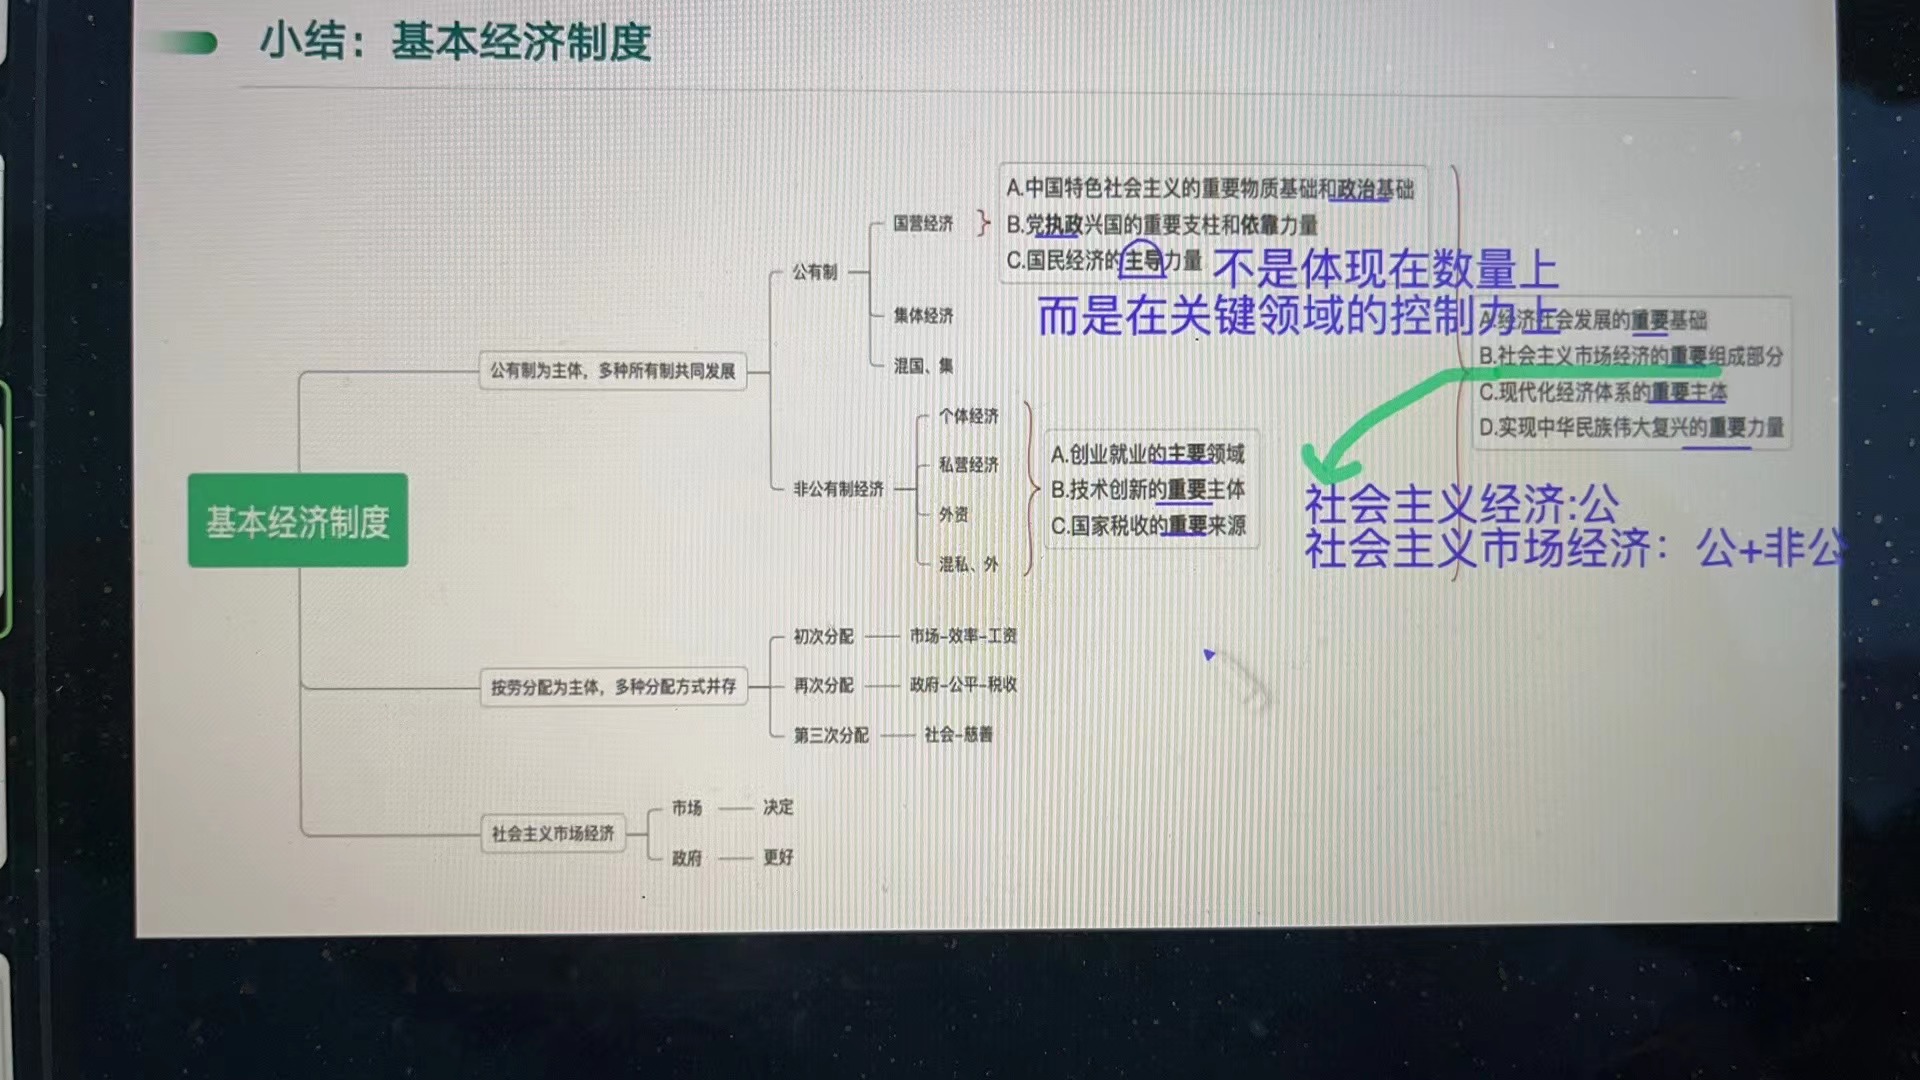 小结：基本经济制度
基本经济制度
公有制为主体，多种所有制共同发展
公有制
国营经济
A.中国特色社会主义的重要物质基础和政治基础
B.党执政兴国的重要支柱和依靠力量
C.国民经济的主导力量
不是体现在数量上
而是在关键领域的控制力上
集体经济
混国、集
非公有制经济
个体经济
私营经济
外资
混私、外
A.创业就业的主要领域
B.技术创新的重要主体
C.国家税收的重要来源
A.经济社会发展的重要基础
B.社会主义市场经济的重要组成部分
C.现代化经济体系的重要主体
D.实现中华民族伟大复兴的重要力量
社会主义经济:公
社会主义市场经济：公+非公
按劳分配为主体，多种分配方式并存
初次分配
市场-效率-工资
再次分配
政府-公平-税收
第三次分配
社会-慈善
社会主义市场经济
市场
决定
政府
更好